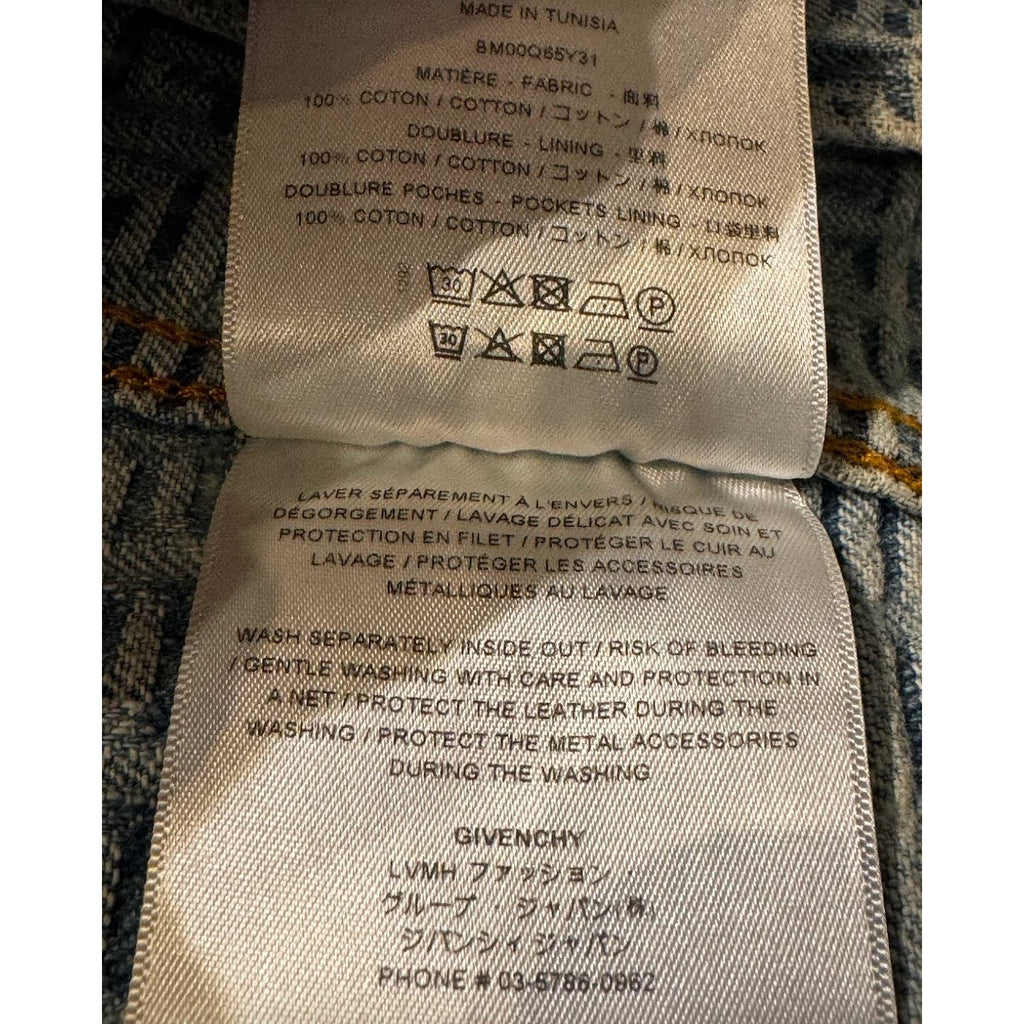 MADE IN TUNISIA
BM00Q65Y31
MATIÈRE - FABRIC - 面料
100% COTON / COTTON / コットン / 棉 / ХЛОПОК
DOUBLURE - LINING - 里料
100% COTON / COTTON / コットン / 棉 / ХЛОПОК
DOUBLURE POCHES - POCKETS LINING - 口袋里料
100% COTON / COTTON / コットン / 棉 / ХЛОПОК
30 P
30 P
LAVER SÉPAREMENT À L'ENVERS / RISQUE DE
DÉGORGEMENT / LAVAGE DÉLICAT AVEC SOIN ET
PROTECTION EN FILET / PROTÉGER LE CUIR AU
LAVAGE / PROTÉGER LES ACCESSOIRES
MÉTALLIQUES AU LAVAGE
WASH SEPARATELY INSIDE OUT / RISK OF BLEEDING
/ GENTLE WASHING WITH CARE AND PROTECTION IN
A NET / PROTECT THE LEATHER DURING THE
WASHING / PROTECT THE METAL ACCESSORIES
DURING THE WASHING
GIVENCHY
LVMH ファッション ·
グループ · ジャパン(株)
ジバンシィ ジャパン
PHONE # 03-5786-0962